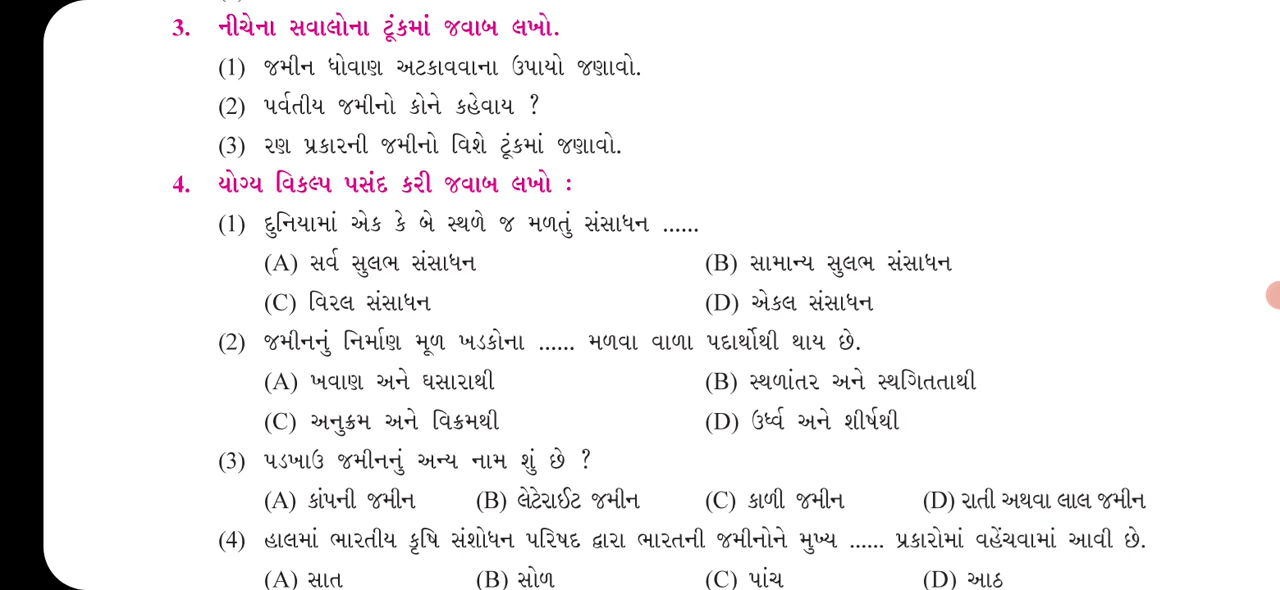 3. નીચેના સવાલોના ટૂંકમાં જવાબ લખો.
(1) જમીન ધોવાણ અટકાવવાના ઉપાયો જણાવો.
(2) પર્વતીય જમીનો કોને કહેવાય ?
(3) રણ પ્રકારની જમીનો વિશે ટૂંકમાં જણાવો.
4. યોગ્ય વિકલ્પ પસંદ કરી જવાબ લખો :
(1) દુનિયામાં એક કે બે સ્થળે જ મળતું સંસાધન ......
(A) સર્વ સુલભ સંસાધન (B) સામાન્ય સુલભ સંસાધન
(C) વિરલ સંસાધન (D) એકલ સંસાધન
(2) જમીનનું નિર્માણ મૂળ ખડકોના ...... મળવા વાળા પદાર્થોથી થાય છે.
(A) ખવાણ અને ઘસારાથી (B) સ્થળાંતર અને સ્થગિતતાથી
(C) અનુક્રમ અને વિક્રમથી (D) ઉર્ધ્વ અને શીર્ષથી
(3) પડખાઉ જમીનનું અન્ય નામ શું છે ?
(A) કાંપની જમીન (B) લેટેરાઈટ જમીન (C) કાળી જમીન (D) રાતી અથવા લાલ જમીન
(4) હાલમાં ભારતીય કૃષિ સંશોધન પરિષદ દ્વારા ભારતની જમીનોને મુખ્ય ...... પ્રકારોમાં વહેંચવામાં આવી છે.
(A) સાત (B) સોળ (C) પાંચ (D) આઠ